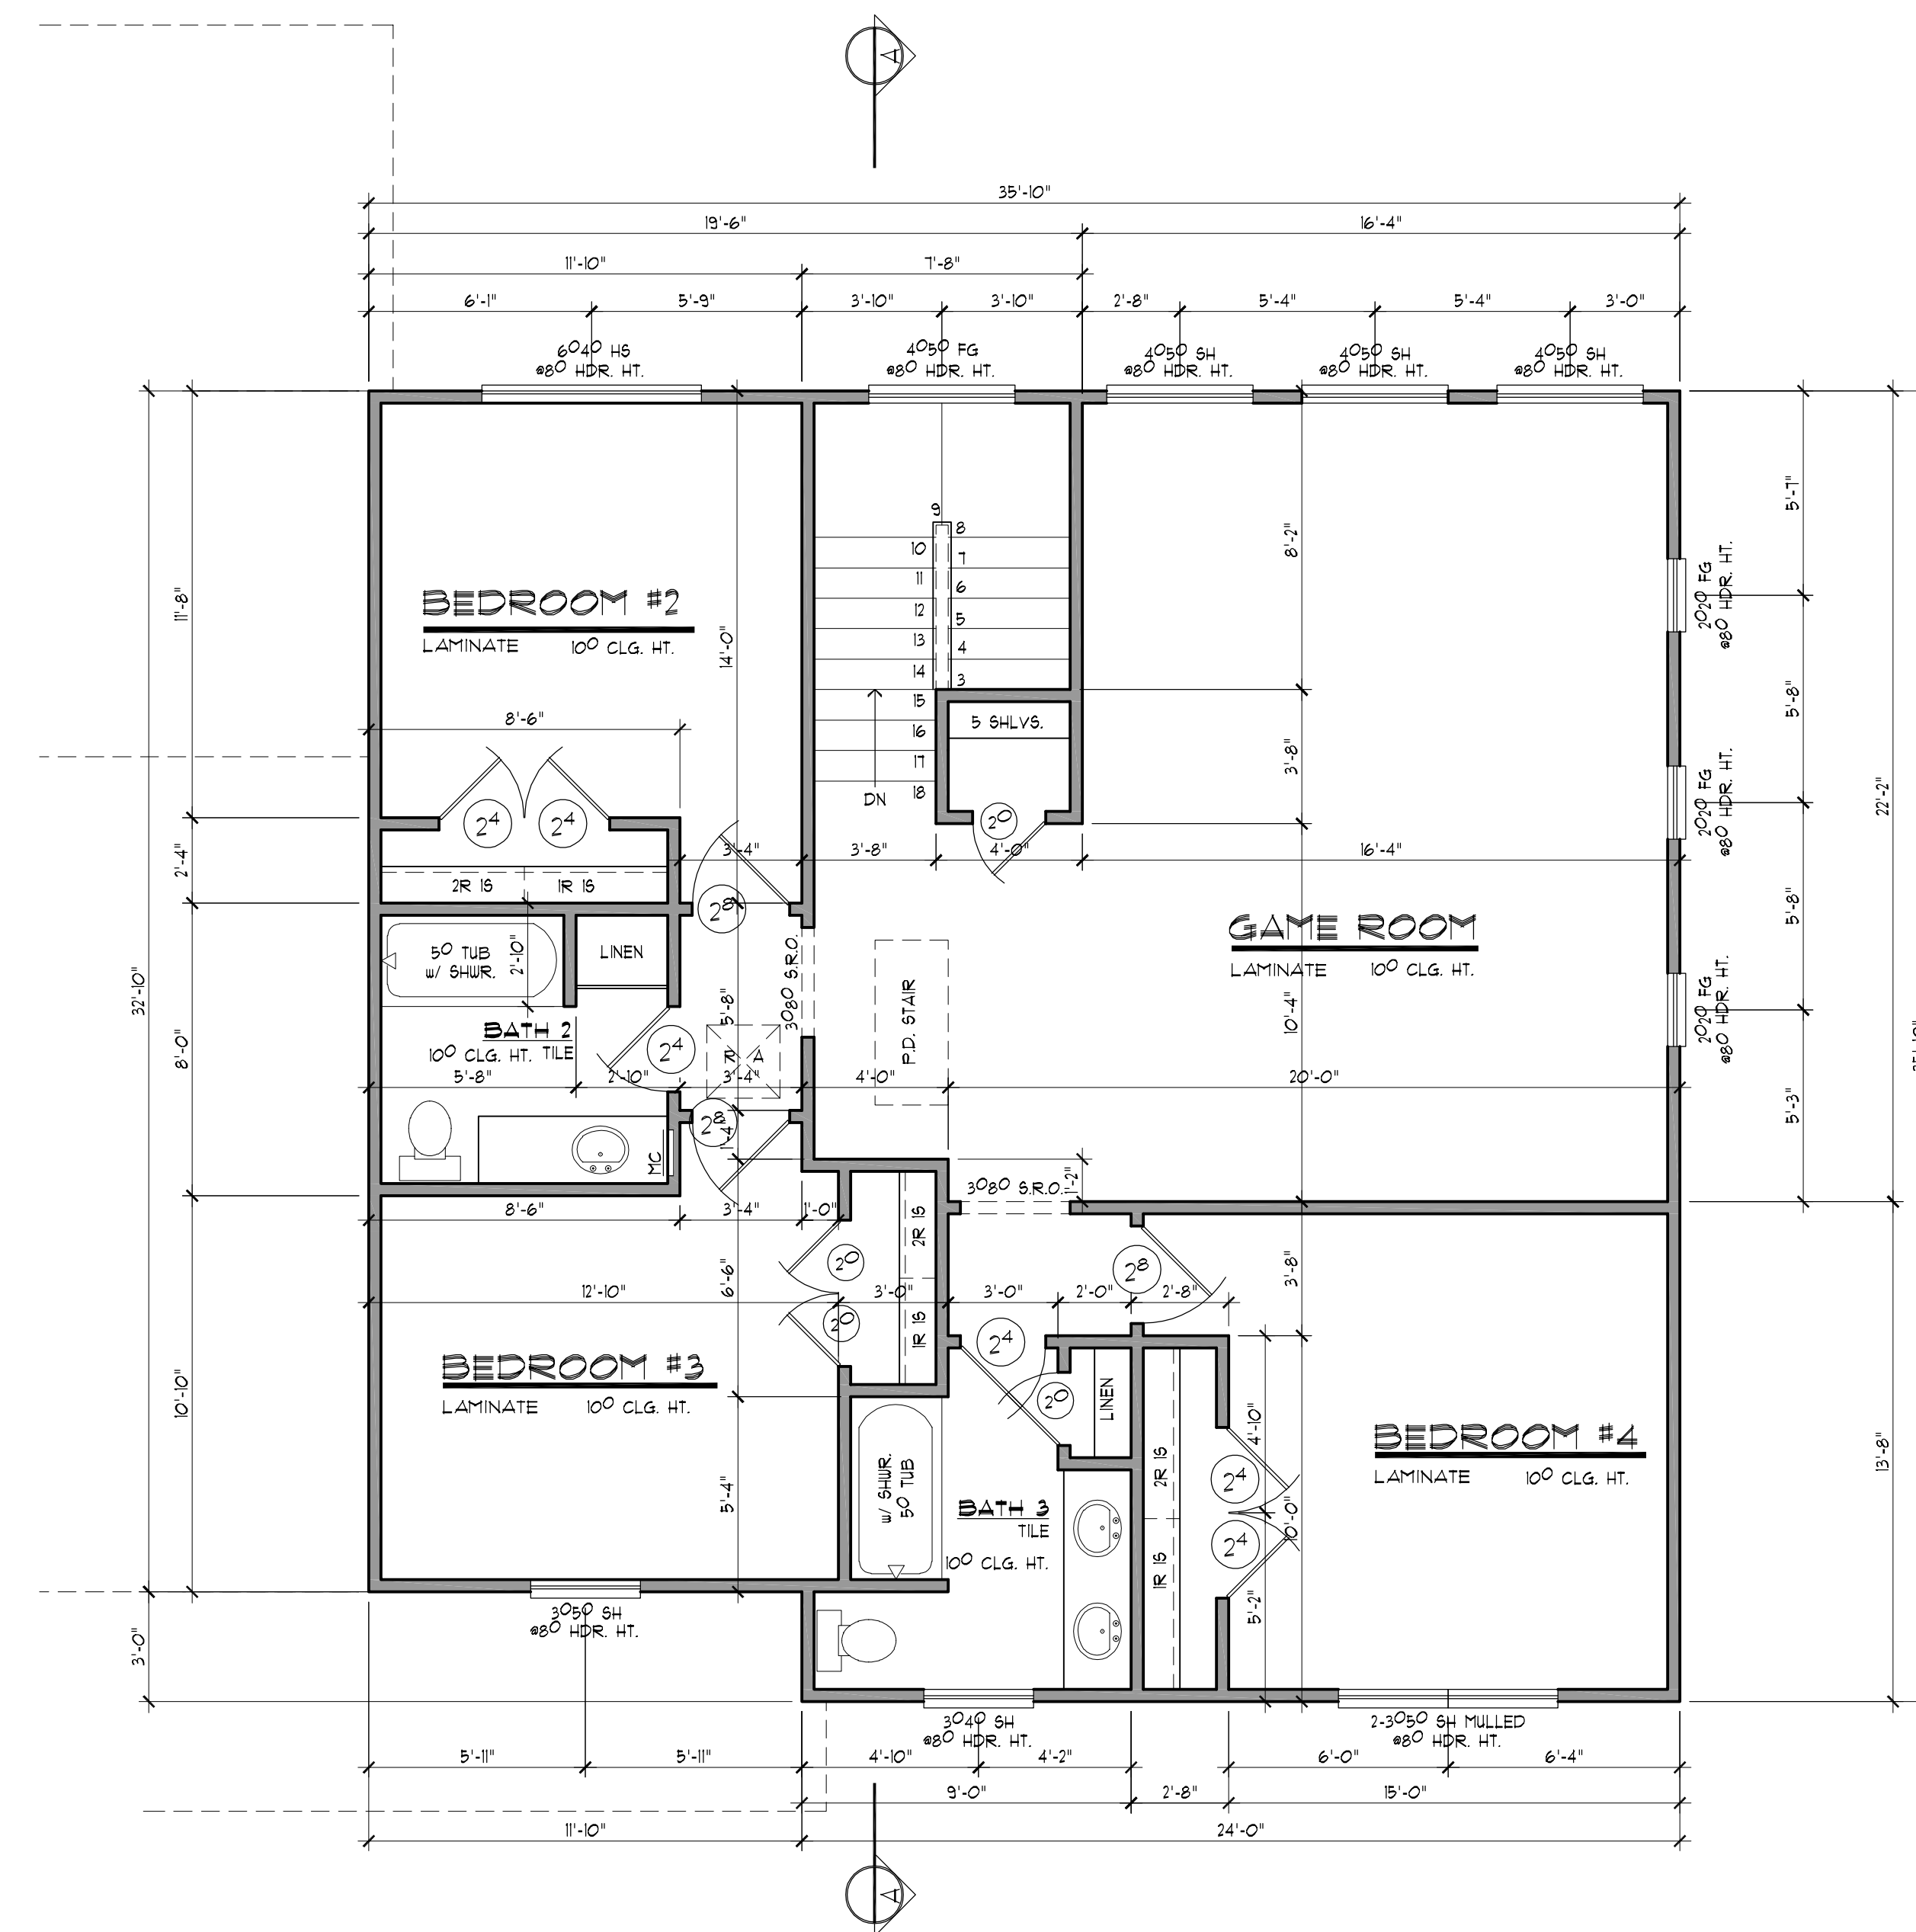 A
35'-10"
19'-6"
16'-4"
11'-10"
7'-8"
6'-1"
5'-9"
3'-10"
3'-10"
2'-8"
5'-4"
5'-4"
3'-0"
6040 HS
@80 HDR. HT.
4050 FG
@80 HDR. HT.
4050 SH
@80 HDR. HT.
4050 SH
@80 HDR. HT.
4050 SH
@80 HDR. HT.
11'-8"
2'-4"
32'-10"
8'-0"
10'-10"
3'-0"
BEDROOM #2
LAMINATE
10⁰ CLG. HT.
14'-0"
8'-6"
2⁴
2⁴
2R 1S
1R 1S
9
8
10
7
11
6
12
5
13
4
14
3
15
16
17
18
DN
5 SHLVS.
2⁰
8'-2"
3'-8"
3'-4"
3'-8"
4'-0"
16'-4"
2⁸
5'-7"
2020 FG
@80 HDR. HT.
5'-8"
2020 FG
@80 HDR. HT.
5'-8"
2020 FG
@80 HDR. HT.
5'-3"
22'-2"
13'-8"
GAME ROOM
LAMINATE
10⁰ CLG. HT.
10'-4"
5⁰ TUB
w/ SHWR.
2'-10"
LINEN
3080 S.R.O.
5'-8"
P.D. STAIR
BATH 2
10⁰ CLG. HT. TILE
2⁴
R A
5'-8"
2'-10"
3'-4"
4'-0"
20'-0"
2⁸
1'-4"
MC
8'-6"
3'-4"
1'-0"
3080 S.R.O.
1'-2"
2R 1S
1R 1S
2⁰
2⁰
6'-6"
12'-10"
3'-0"
3'-0"
2'-0"
2'-8"
2⁸
3'-8"
2⁴
2⁰
LINEN
BEDROOM #3
LAMINATE
10⁰ CLG. HT.
5'-4"
w/ SHWR.
5⁰ TUB
BATH 3
TILE
10⁰ CLG. HT.
2R 1S
1R 1S
4'-10"
2⁴
2⁴
10'-0"
5'-2"
BEDROOM #4
LAMINATE
10⁰ CLG. HT.
3050 SH
@80 HDR. HT.
3040 SH
@80 HDR. HT.
2-3050 SH MULLED
@80 HDR. HT.
5'-11"
5'-11"
4'-10"
4'-2"
6'-0"
6'-4"
9'-0"
2'-8"
15'-0"
11'-10"
24'-0"
A